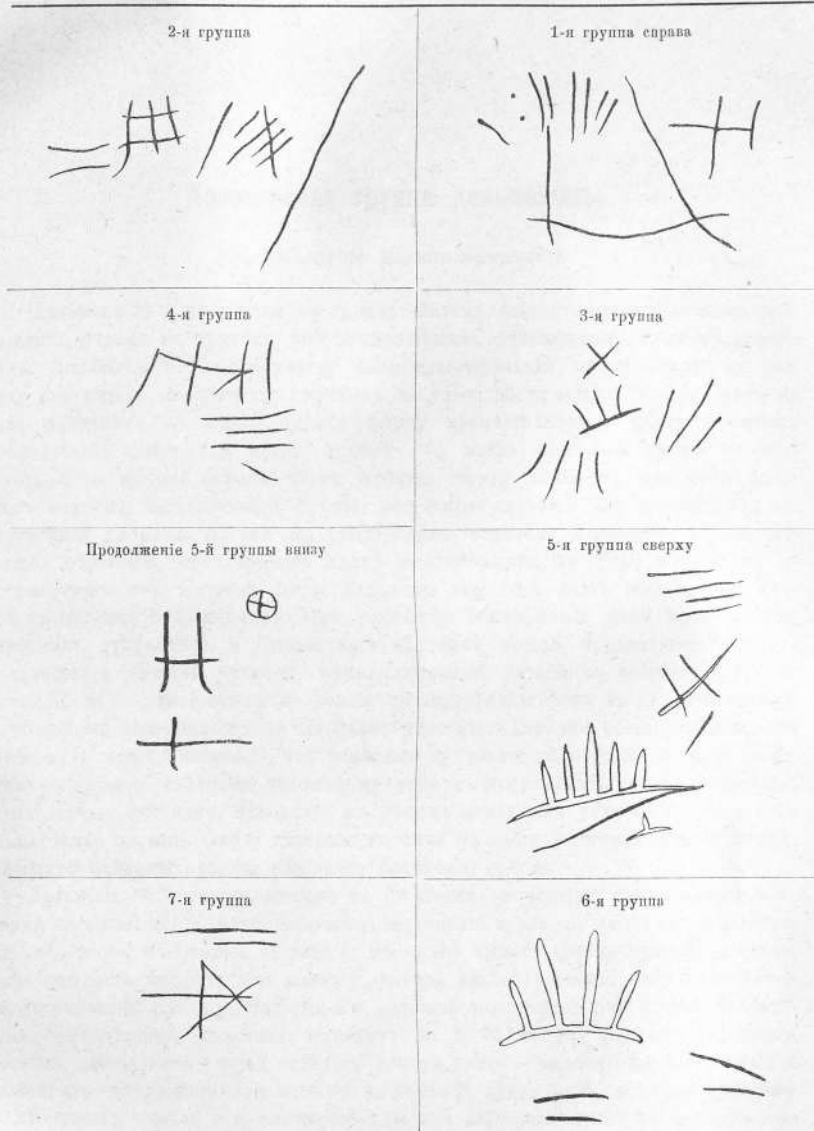 2-я группа
1-я группа справа
4-я группа
3-я группа
Продолженіе 5-й группы внизу
5-я группа сверху
7-я группа
6-я группа